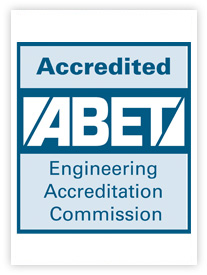 Accredited
ABET
Engineering
Accreditation
Commission